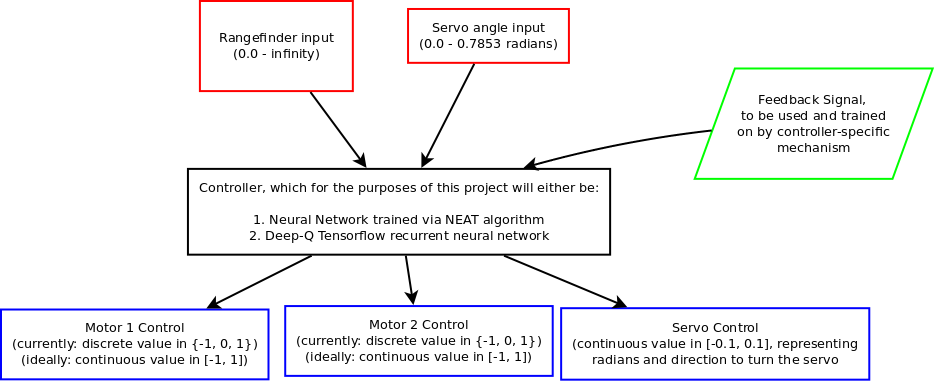 Rangefinder input
(0.0 - infinity)
Servo angle input
(0.0 - 0.7853 radians)
Feedback Signal,
to be used and trained
on by controller-specific
mechanism
Controller, which for the purposes of this project will either be:
1. Neural Network trained via NEAT algorithm
2. Deep-Q Tensorflow recurrent neural network
Motor 1 Control
(currently: discrete value in {-1, 0, 1})
(ideally: continuous value in [-1, 1])
Motor 2 Control
(currently: discrete value in {-1, 0, 1})
(ideally: continuous value in [-1, 1])
Servo Control
(continuous value in [-0.1, 0.1], representing
radians and direction to turn the servo